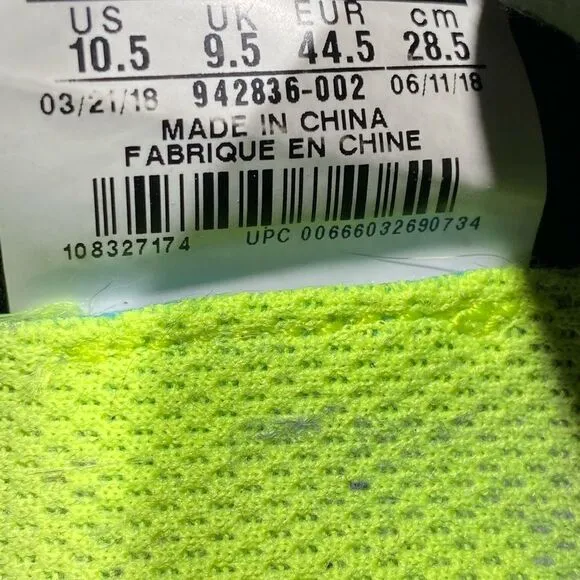 US UK EUR cm
10.5 9.5 44.5 28.5
03/21/18 942836-002 06/11/18
MADE IN CHINA
FABRIQUE EN CHINE
108327174 UPC 00666032690734